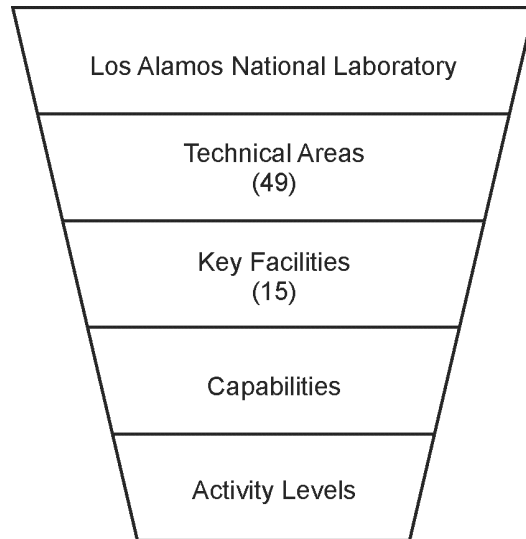 Los Alamos National Laboratory
Technical Areas
(49)
Key Facilities
(15)
Capabilities
Activity Levels